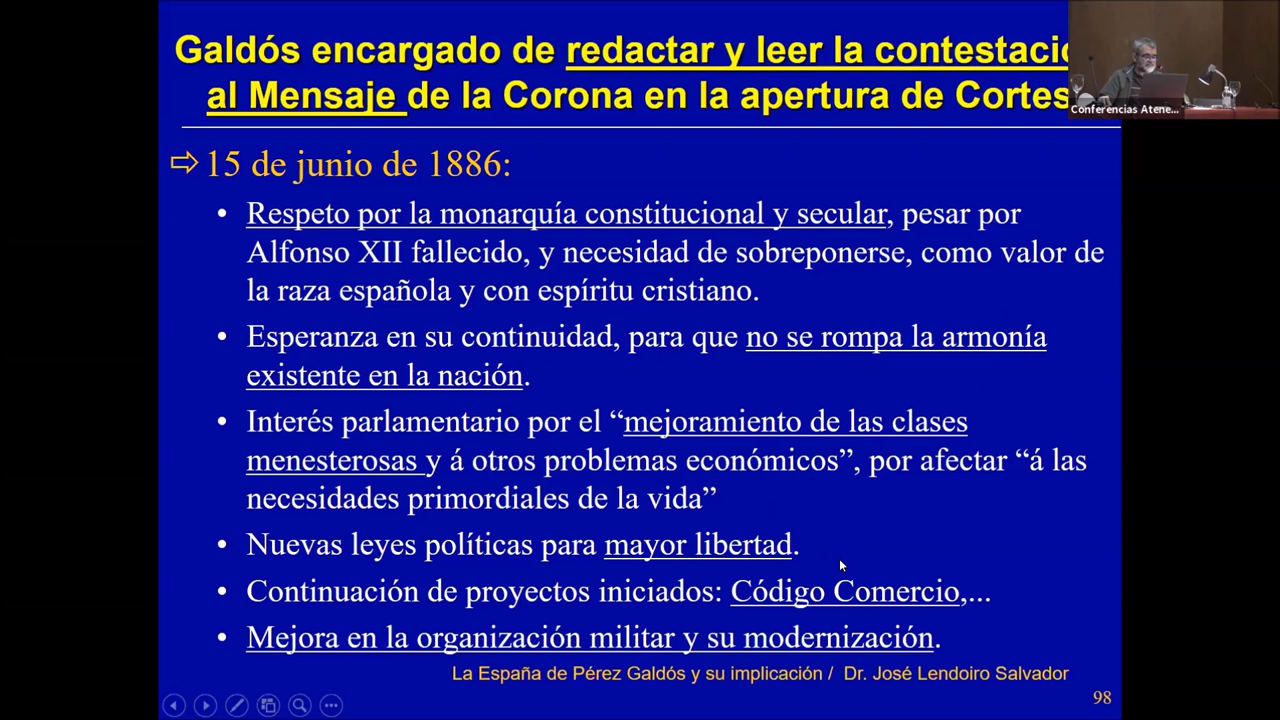 Galdós encargado de redactar y leer la contestació
al Mensaje de la Corona en la apertura de Cortes
Conferencias Atene...
⇨15 de junio de 1886:
• Respeto por la monarquía constitucional y secular, pesar por
Alfonso XII fallecido, y necesidad de sobreponerse, como valor de
la raza española y con espíritu cristiano.
• Esperanza en su continuidad, para que no se rompa la armonía
existente en la nación.
• Interés parlamentario por el “mejoramiento de las clases
menesterosas y á otros problemas económicos”, por afectar “á las
necesidades primordiales de la vida”
• Nuevas leyes políticas para mayor libertad.
• Continuación de proyectos iniciados: Código Comercio,...
• Mejora en la organización militar y su modernización.
La España de Pérez Galdós y su implicación / Dr. José Lendoiro Salvador
98